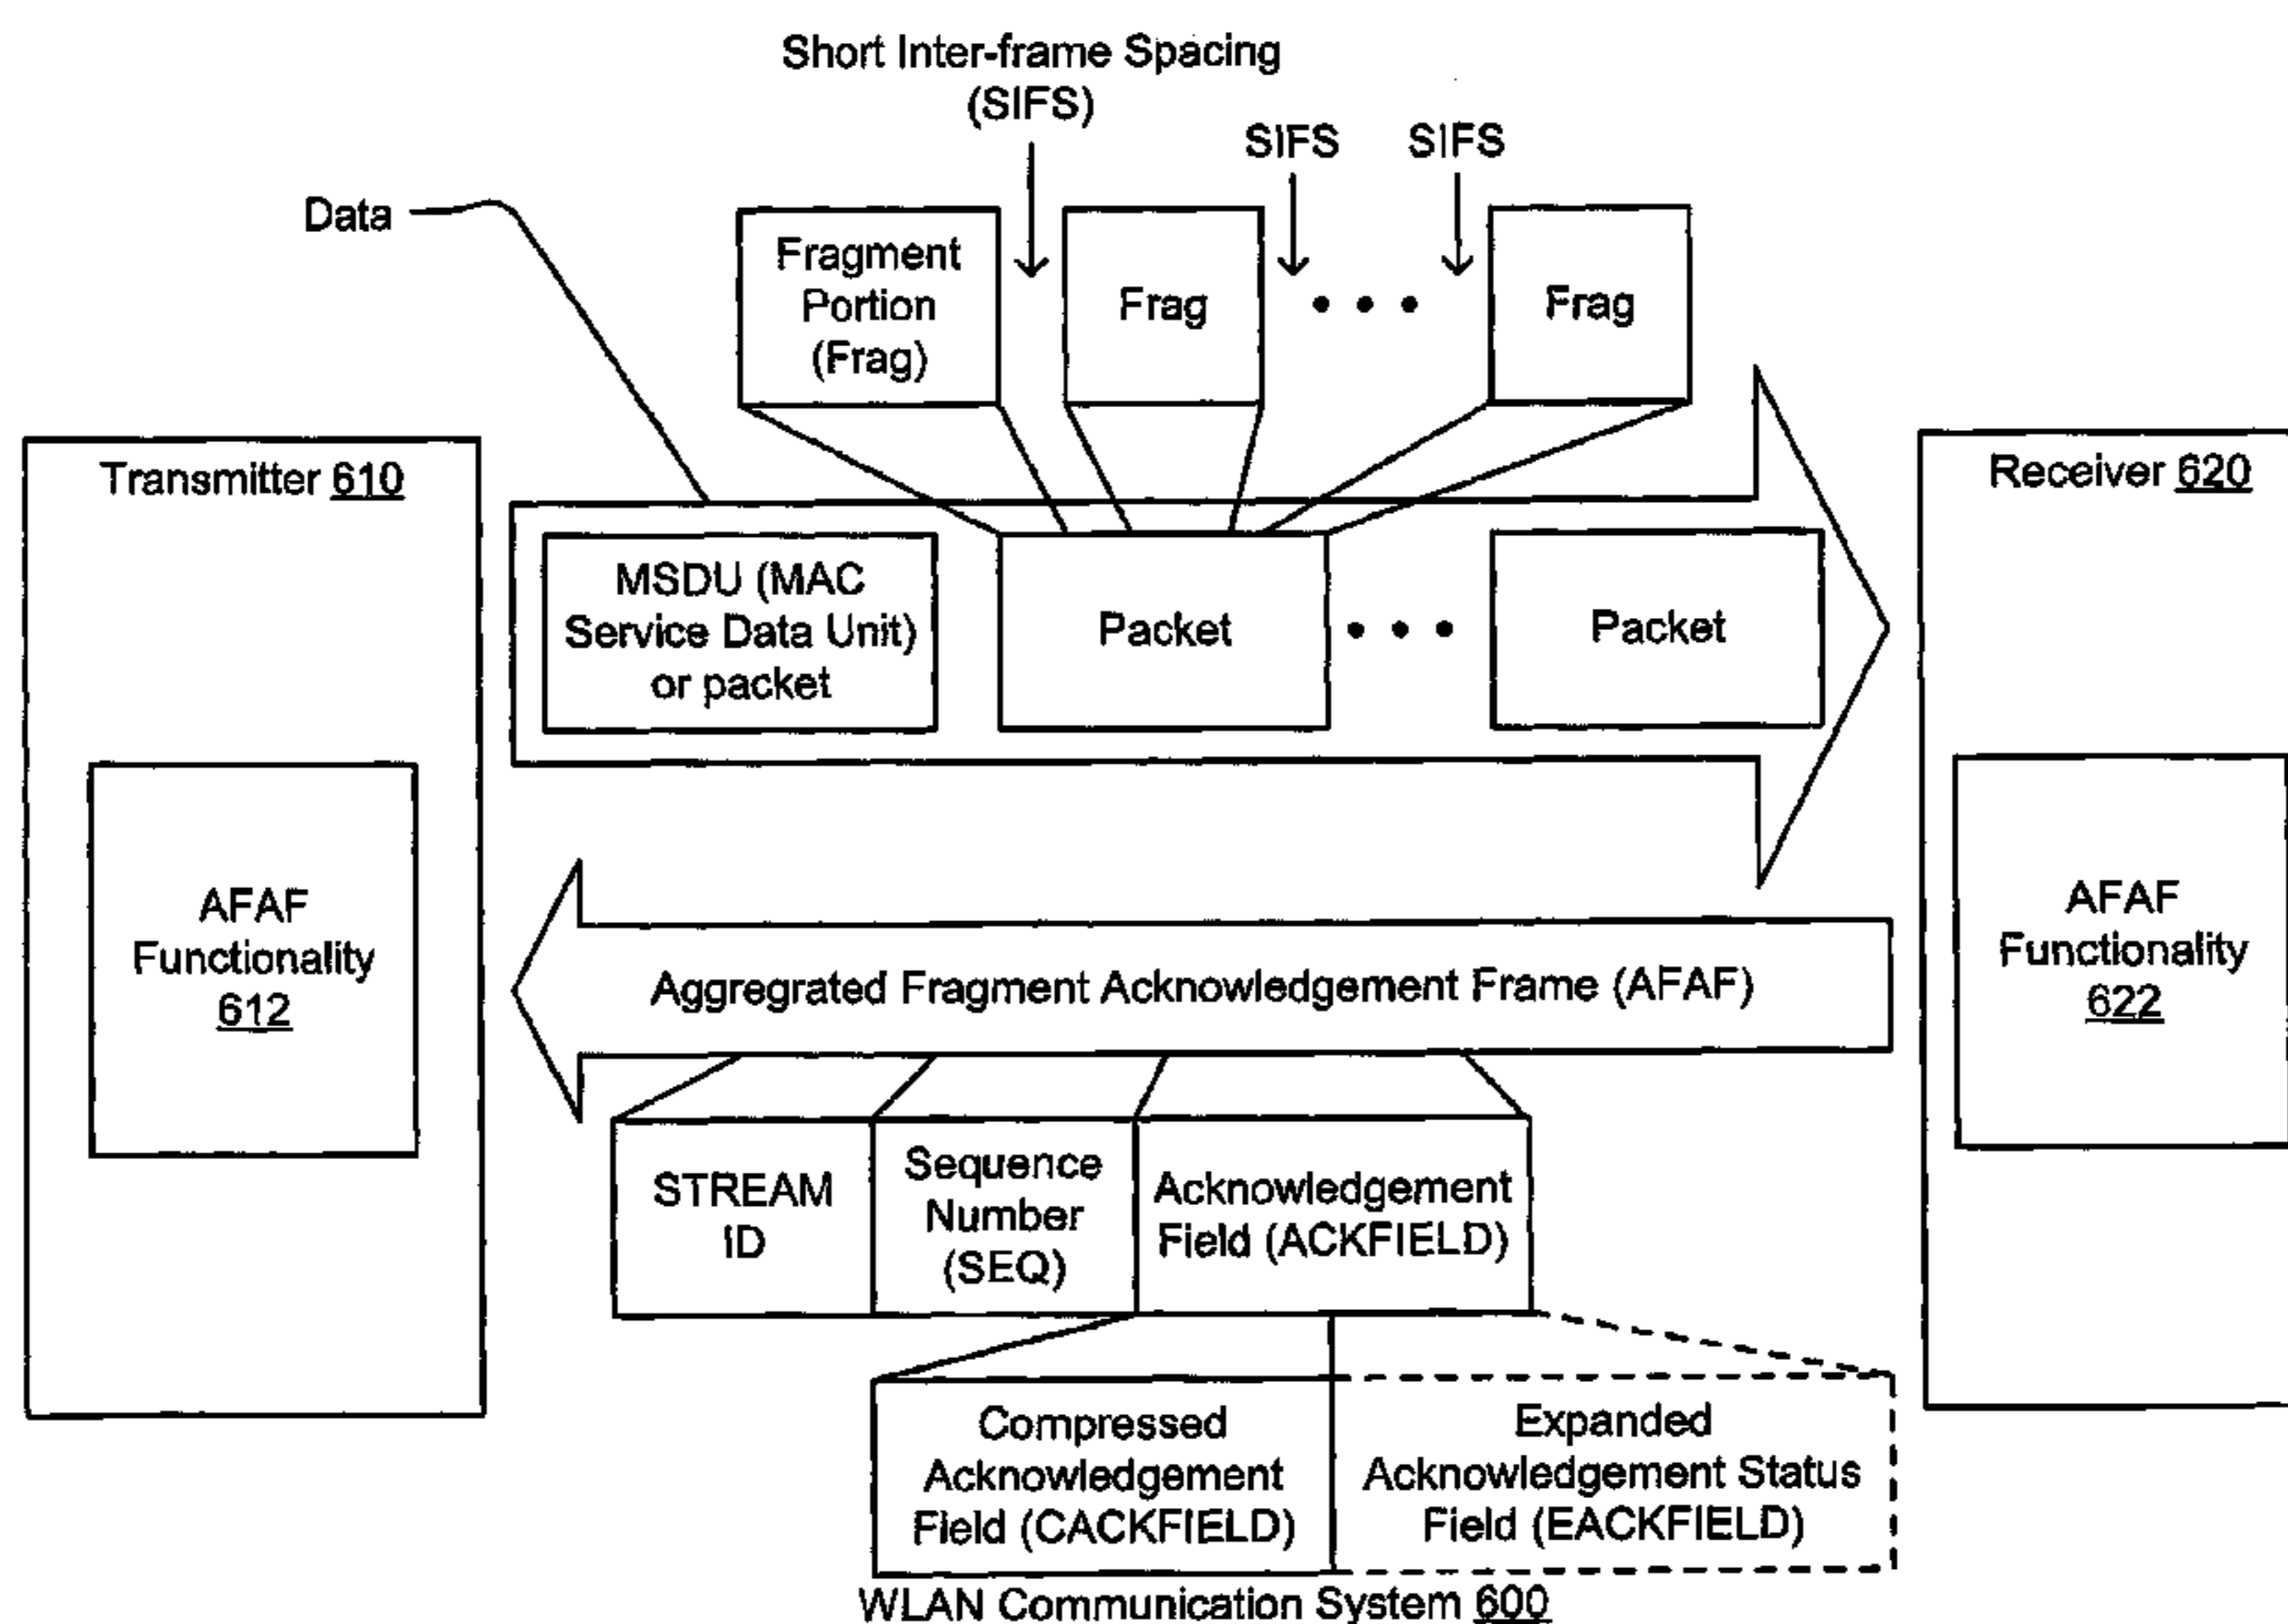 Short Inter-frame Spacing
(SIFS)
SIFS
SIFS
Data
Fragment
Portion
(Frag)
Frag
Frag
Transmitter 610
Receiver 620
MSDU (MAC
Service Data Unit)
or packet
Packet
Packet
AFAF
Functionality
612
AFAF
Functionality
622
Aggregrated Fragment Acknowledgement Frame (AFAF)
STREAM
ID
Sequence
Number
(SEQ)
Acknowledgement
Field (ACKFIELD)
Compressed
Acknowledgement
Field (CACKFIELD)
Expanded
Acknowledgement Status
Field (EACKFIELD)
WLAN Communication System 600